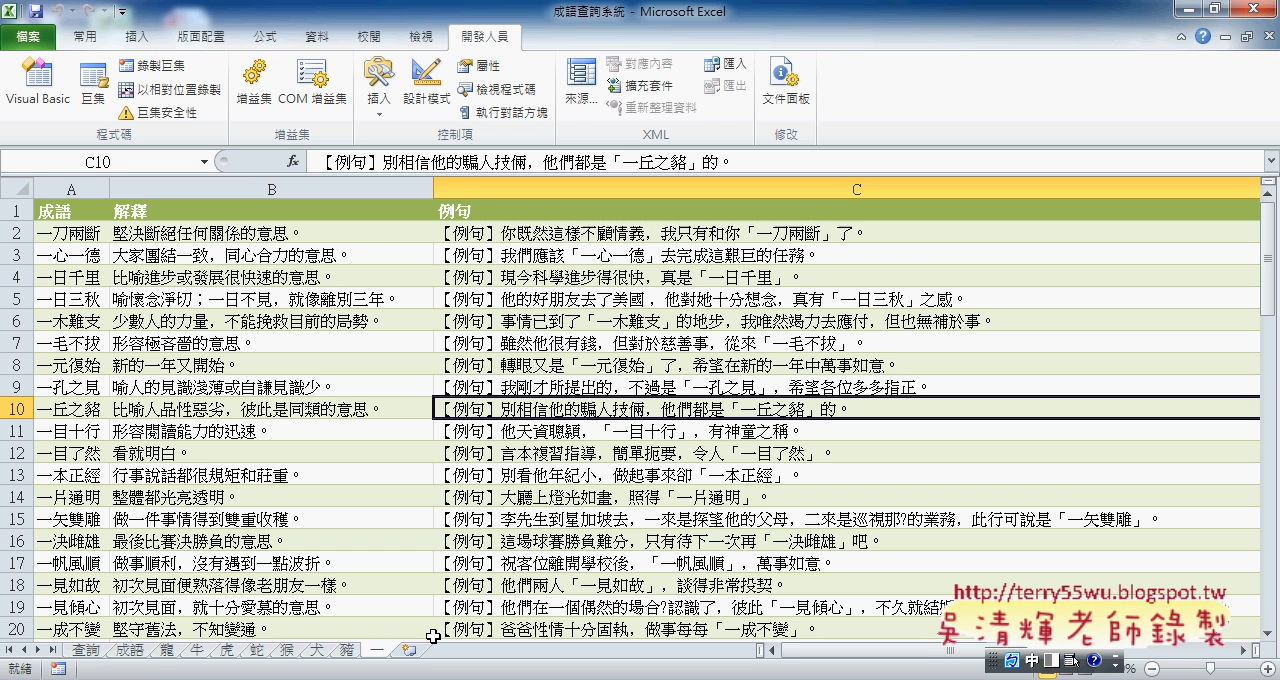 成語查詢系統 - Microsoft Excel
檔案 常用 插入 版面配置 公式 資料 校閱 檢視 開發人員
Visual Basic 巨集 錄製巨集 以相對位置錄製 巨集安全性
增益集 COM 增益集
插入 設計模式 屬性 檢視程式碼 執行對話方塊
來源... 對應內容 擴充套件 重新整理資料 匯入 匯出
文件面板
程式碼 增益集 控制項 XML 修改
C10 fx 【例句】別相信他的騙人技倆，他們都是「一丘之貉」的。
A B C
1 成語 解釋 例句
2 一刀兩斷 堅決斷絕任何關係的意思。 【例句】你既然這樣不顧情義，我只有和你「一刀兩斷」了。
3 一心一德 大家團結一致，同心合力的意思。 【例句】我們應該「一心一德」去完成這艱巨的任務。
4 一日千里 比喻進步或發展很快速的意思。 【例句】現今科學進步得很快，真是「一日千里」。
5 一日三秋 喻懷念淨切；一日不見，就像離別三年。 【例句】他的好朋友去了美國 ，他對她十分想念，真有「一日三秋」之感。
6 一木難支 少數人的力量，不能挽救目前的局勢。 【例句】事情已到了「一木難支」的地步，我唯然竭力去應付，但也無補於事。
7 一毛不拔 形容極吝嗇的意思。 【例句】雖然他很有錢，但對於慈善事，從來「一毛不拔」。
8 一元復始 新的一年又開始。 【例句】轉眼又是「一元復始」了，希望在新的一年中萬事如意。
9 一孔之見 喻人的見識淺薄或自謙見識少。 【例句】我剛才所提出的，不過是「一孔之見」，希望各位多多指正。
10 一丘之貉 比喻人品性惡劣，彼此是同類的意思。 【例句】別相信他的騙人技倆，他們都是「一丘之貉」的。
11 一目十行 形容閱讀能力的迅速。 【例句】他天資聰穎，「一目十行」，有神童之稱。
12 一目了然 看就明白。 【例句】言本複習指導，簡單扼要，令人「一目了然」。
13 一本正經 行事說話都很規矩和莊重。 【例句】別看他年紀小，做起事來卻「一本正經」。
14 一片通明 整體都光亮透明。 【例句】大廳上燈光如晝，照得「一片通明」。
15 一矢雙雕 做一件事情得到雙重收穫。 【例句】李先生到星加坡去，一來是探望他的父母，二來是巡視那?的業務，此行可說是「一矢雙雕」。
16 一決雌雄 最後比賽決勝負的意思。 【例句】這場球賽勝負難分，只有待下一次再「一決雌雄」吧。
17 一帆風順 做事順利，沒有遇到一點波折。 【例句】祝客位離開學校後，「一帆風順」，萬事如意。
18 一見如故 初次見面便熟落得像老朋友一樣。 【例句】他們兩人「一見如故」，談得非常投契。
19 一見傾心 初次見面，就十分愛慕的意思。 【例句】他們在一個偶然的場合?認識了，彼此「一見傾心」，不久就結
20 一成不變 堅守舊法，不知變通。 【例句】爸爸性情十分固執，做事每每「一成不變」。
http://terry55wu.blogspot.tw
吳清輝老師錄製
查詢 成語 龍 牛 虎 蛇 猴 犬 豬 一
中
就緒 %